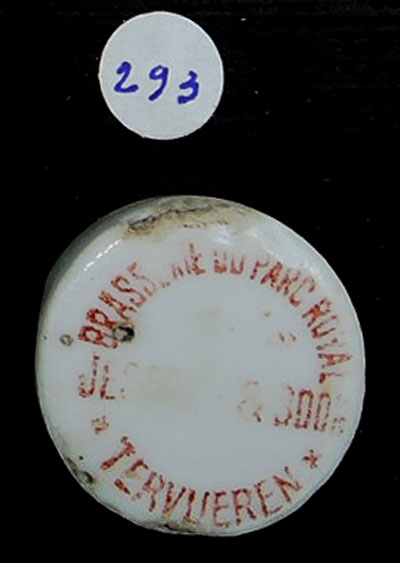 293
BRASSERIE DU PARC ROYAL
* TERVUEREN *